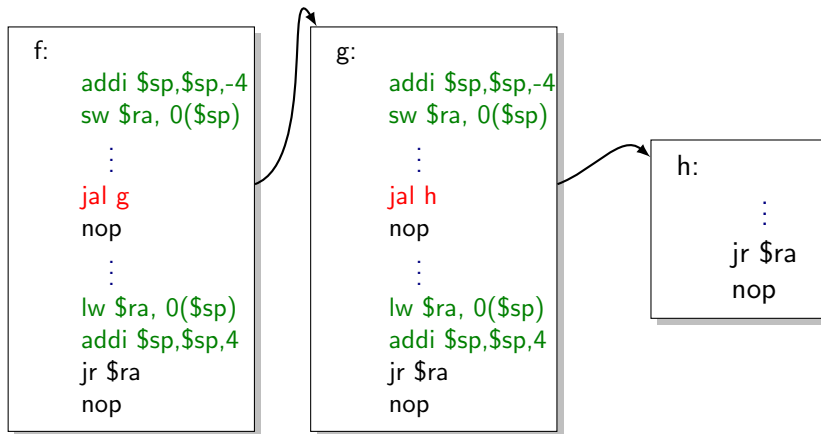 f:
addi $sp,$sp,-4
sw $ra, 0($sp)
⋮
jal g
nop
⋮
lw $ra, 0($sp)
addi $sp,$sp,4
jr $ra
nop
g:
addi $sp,$sp,-4
sw $ra, 0($sp)
⋮
jal h
nop
⋮
lw $ra, 0($sp)
addi $sp,$sp,4
jr $ra
nop
h:
⋮
jr $ra
nop